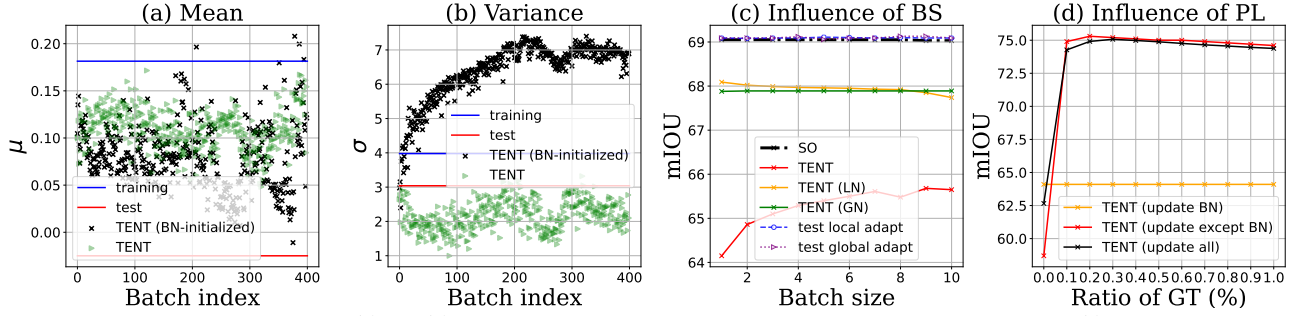 (a) Mean
0.20
0.15
0.10
0.05
0.00
μ
training
test
TENT (BN-initialized)
TENT
0 100 200 300 400
Batch index
(b) Variance
7
6
5
4
3
2
1
σ
training
test
TENT (BN-initialized)
TENT
0 100 200 300 400
Batch index
(c) Influence of BS
69
68
67
66
65
64
mIOU
SO
TENT
TENT (LN)
TENT (GN)
test local adapt
test global adapt
2 4 6 8 10
Batch size
(d) Influence of PL
75.0
72.5
70.0
67.5
65.0
62.5
60.0
mIOU
TENT (update BN)
TENT (update except BN)
TENT (update all)
0.0 0.1 0.2 0.3 0.4 0.5 0.6 0.7 0.8 0.9 1.0
Ratio of GT (%)